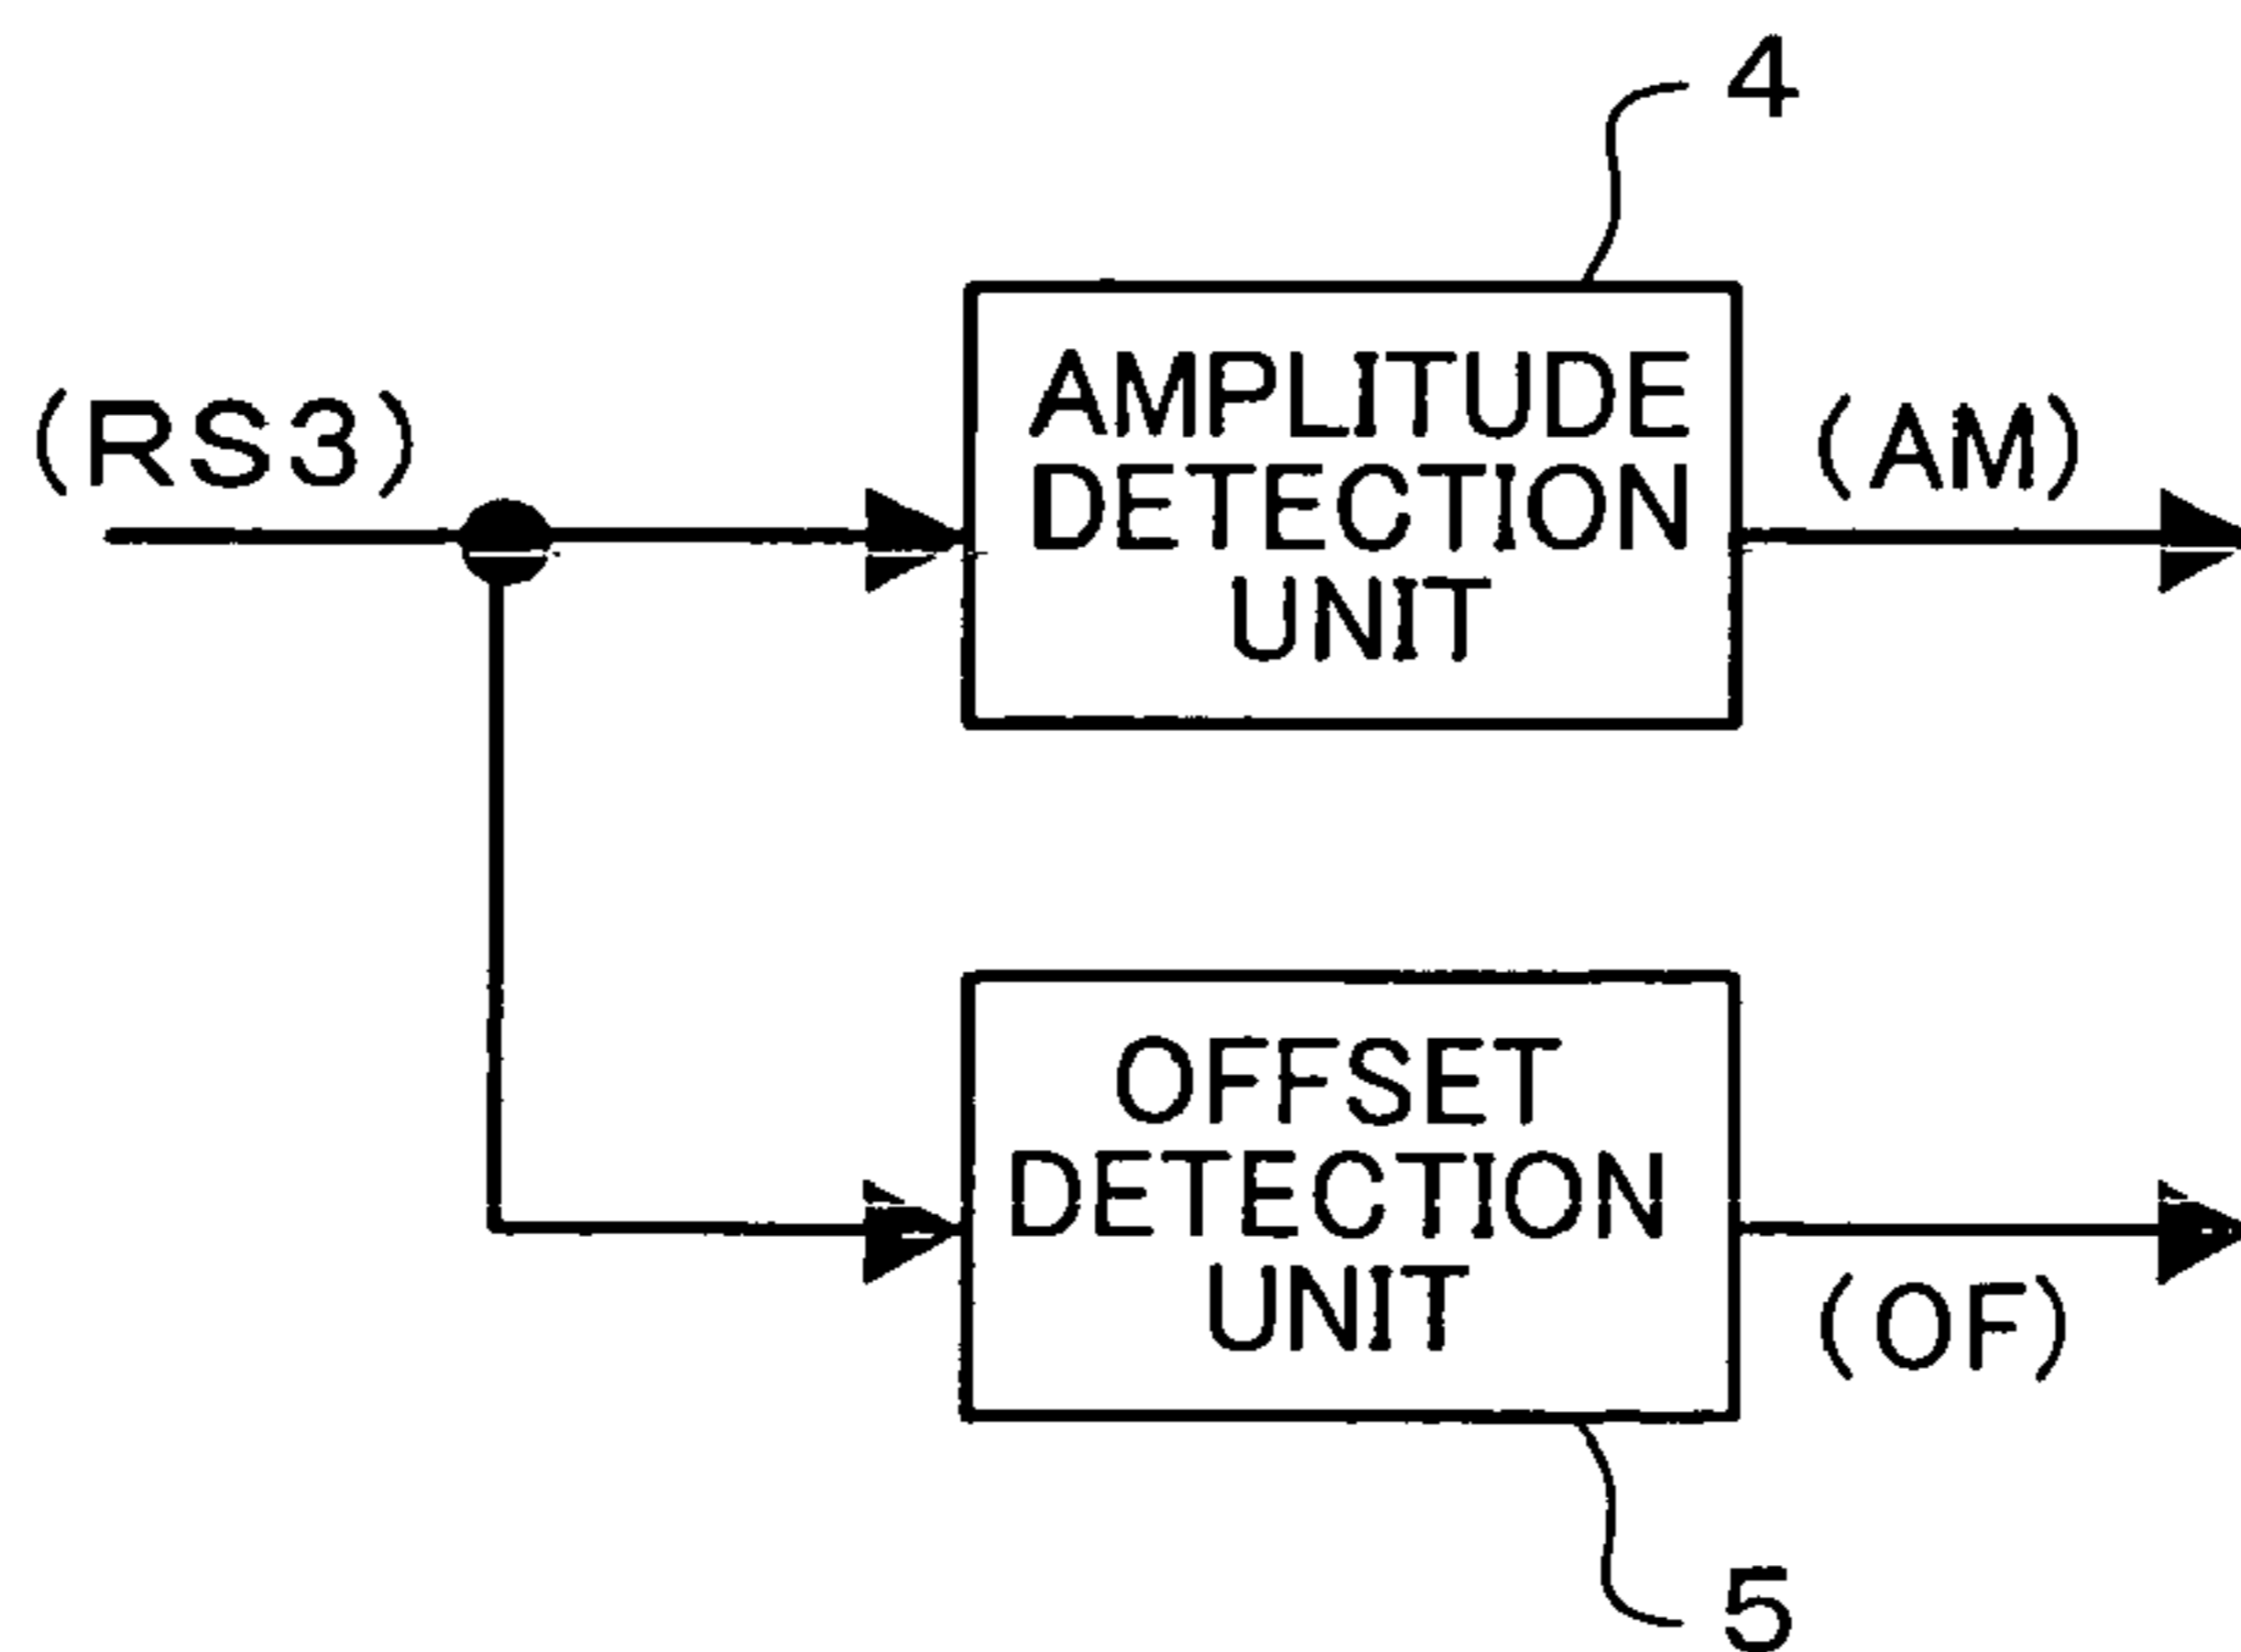 4
(RS3)
AMPLITUDE
DETECTION
UNIT
(AM)
OFFSET
DETECTION
UNIT
(OF)
5